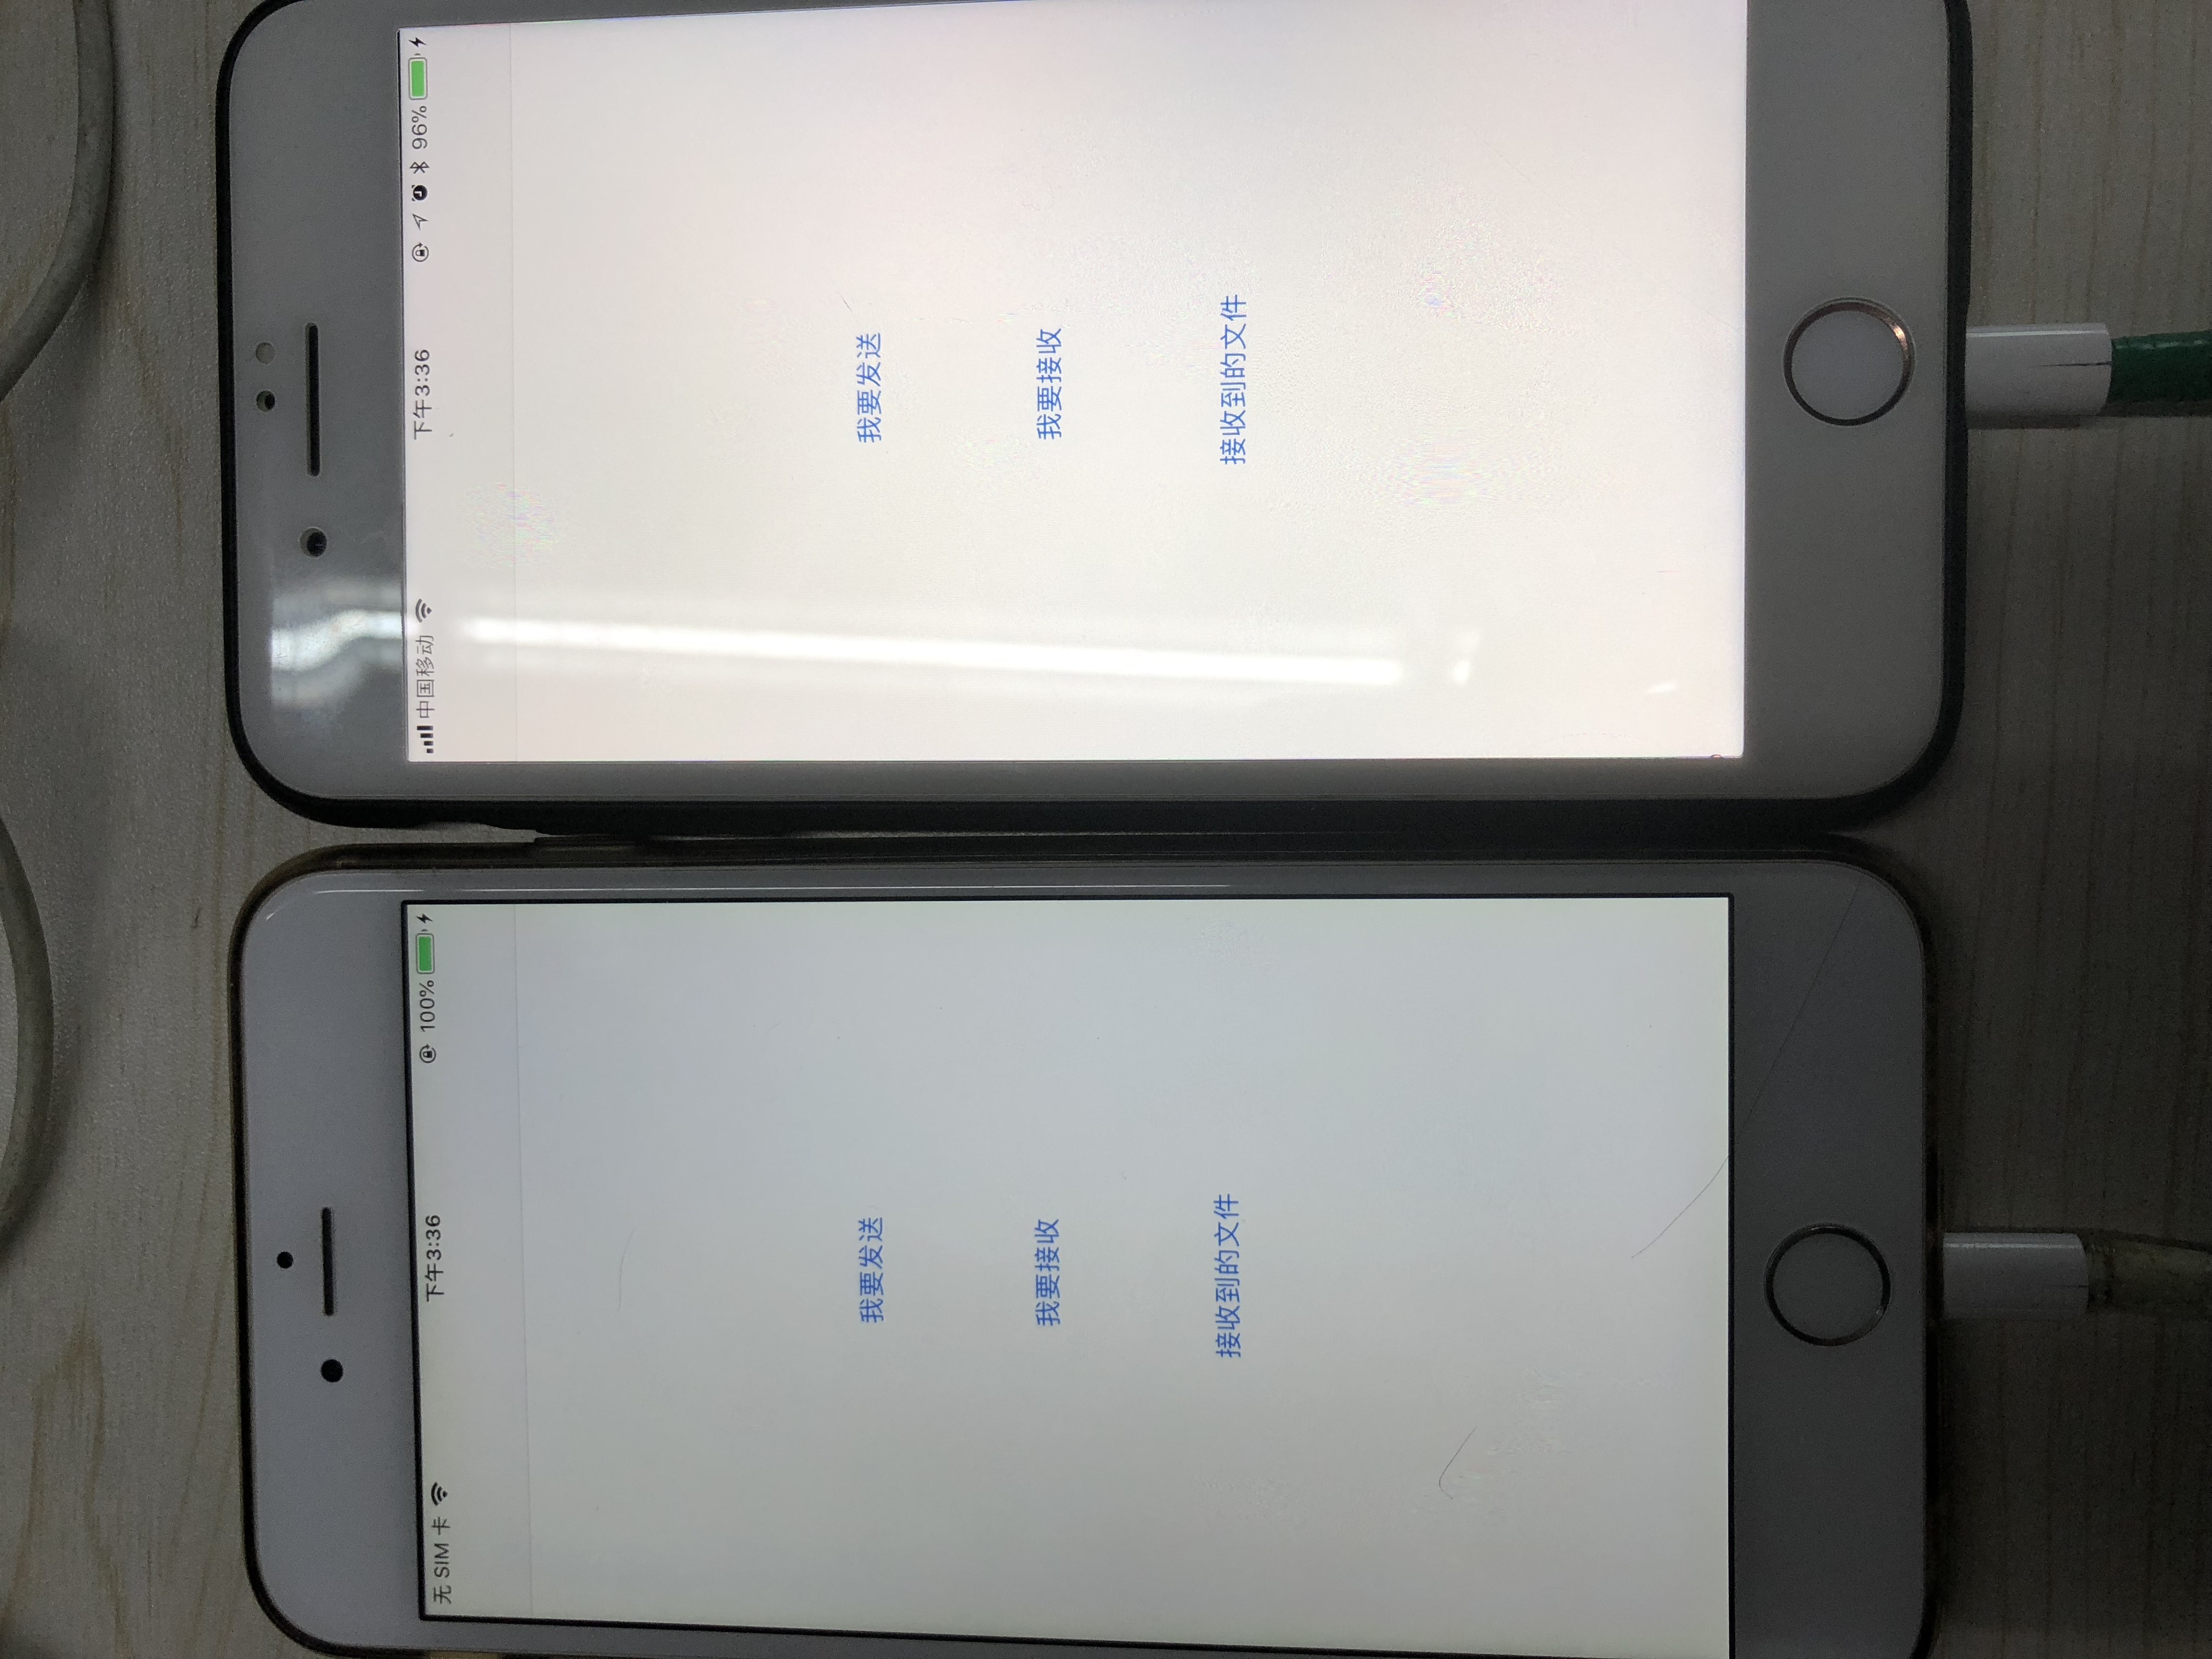 无 SIM 卡 下午3:36 100%
我要发送
我要接收
接收到的文件
中国移动 下午3:36 96%
我要发送
我要接收
接收到的文件